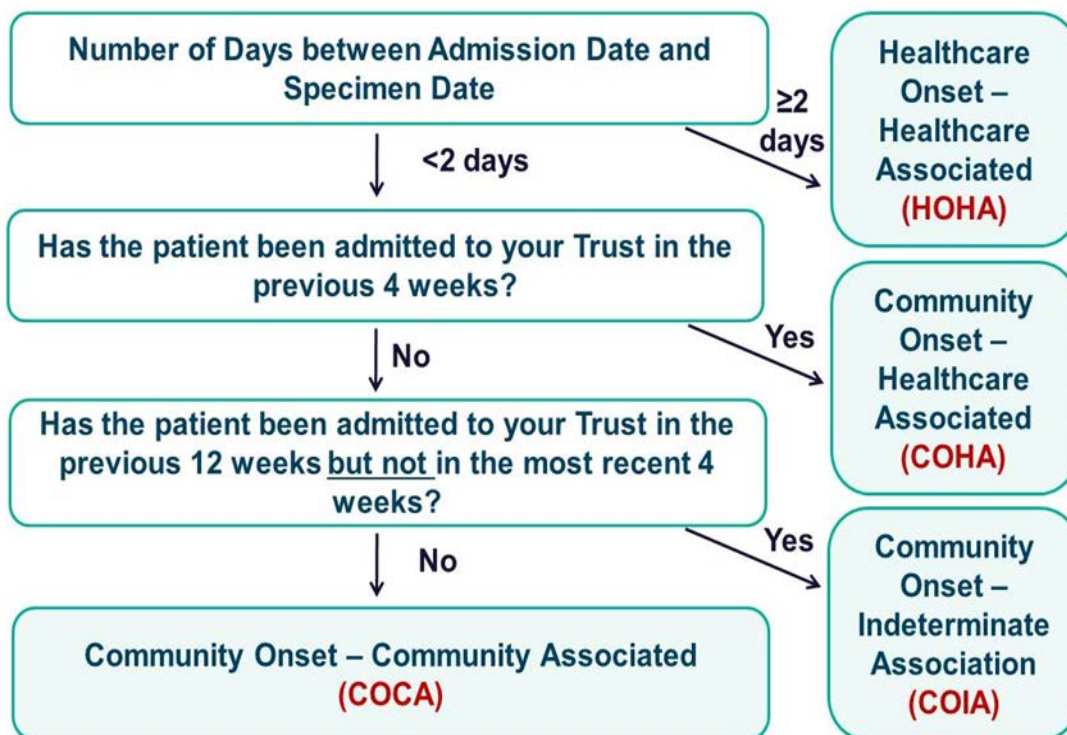 Number of Days between Admission Date and
Specimen Date
≥2
days
Healthcare
Onset –
Healthcare
Associated
(HOHA)
<2 days
Has the patient been admitted to your Trust in the
previous 4 weeks?
Yes
Community
Onset –
Healthcare
Associated
(COHA)
No
Has the patient been admitted to your Trust in the
previous 12 weeks but not in the most recent 4
weeks?
Yes
Community
Onset –
Indeterminate
Association
(COIA)
No
Community Onset – Community Associated
(COCA)